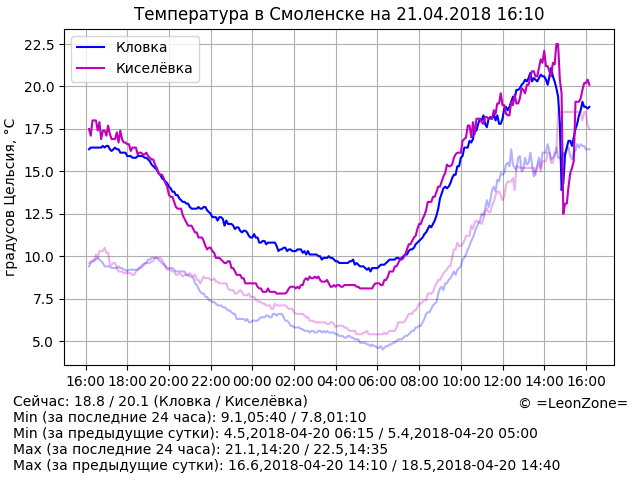 Температура в Смоленске на 21.04.2018 16:10
Кловка
Киселёвка
градусов Цельсия, °C
22.5
20.0
17.5
15.0
12.5
10.0
7.5
5.0
16:00 18:00 20:00 22:00 00:00 02:00 04:00 06:00 08:00 10:00 12:00 14:00 16:00
Сейчас: 18.8 / 20.1 (Кловка / Киселёвка)
© =LeonZone=
Min (за последние 24 часа): 9.1,05:40 / 7.8,01:10
Min (за предыдущие сутки): 4.5,2018-04-20 06:15 / 5.4,2018-04-20 05:00
Max (за последние 24 часа): 21.1,14:20 / 22.5,14:35
Max (за предыдущие сутки): 16.6,2018-04-20 14:10 / 18.5,2018-04-20 14:40